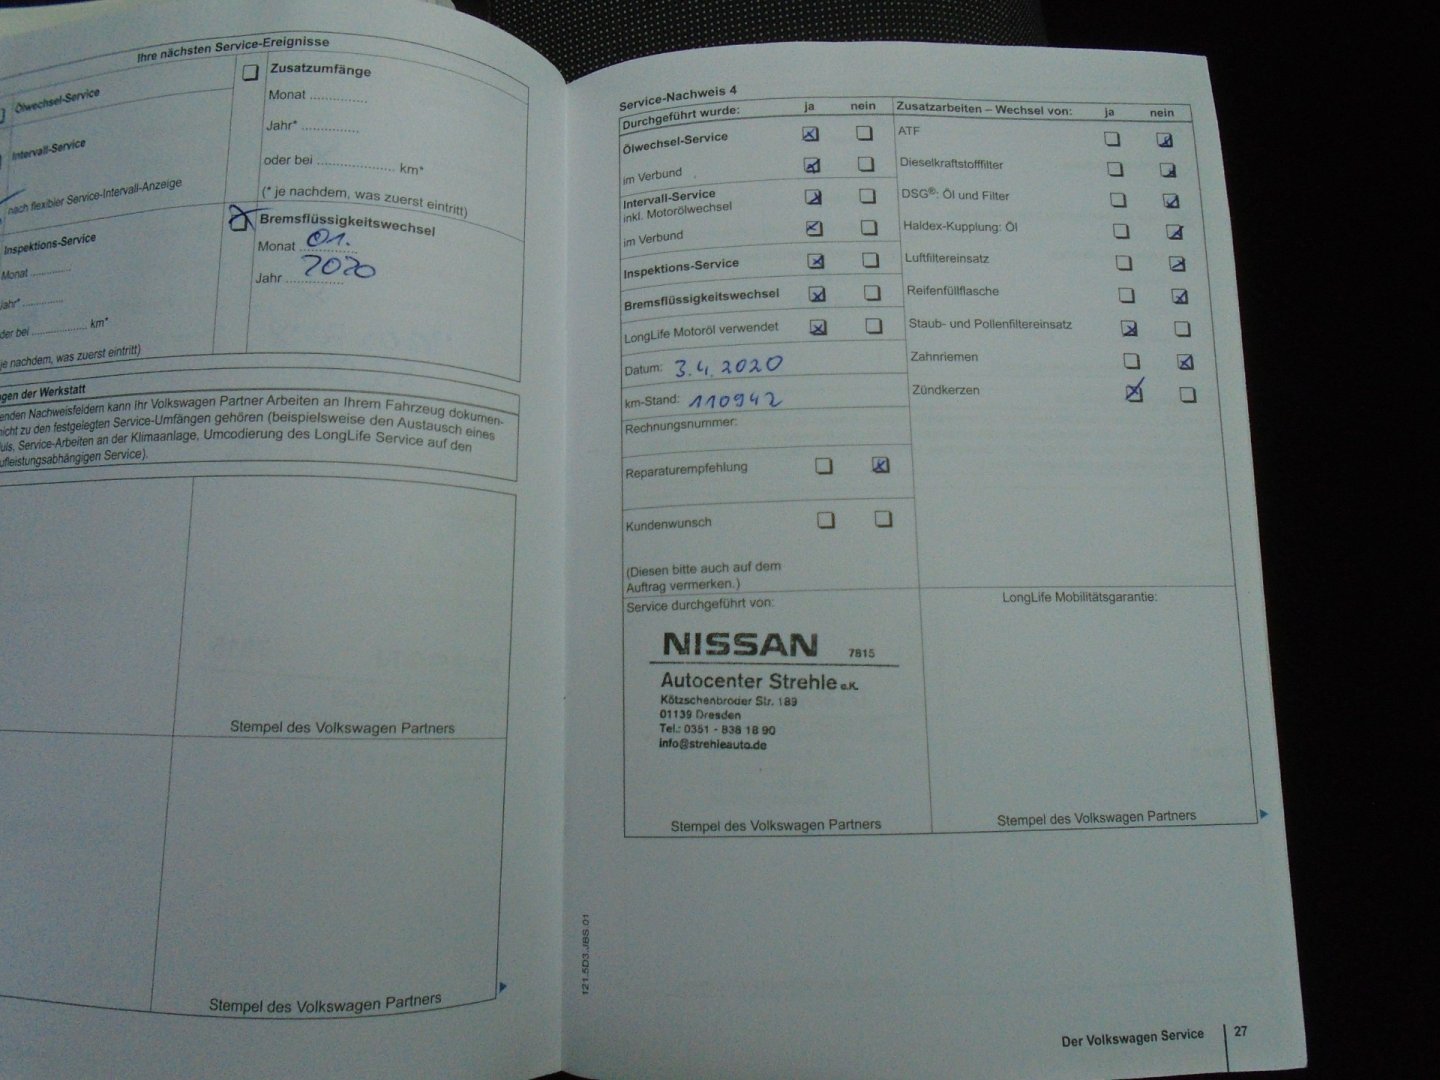 Ihre nächsten Service-Ereignisse
Ölwechsel-Service
Intervall-Service
nach flexibler Service-Intervall-Anzeige
Inspektions-Service
Monat ..............
Jahr* ..............
oder bei .................. km*
je nachdem, was zuerst eintritt)
Zusatzumfänge
Monat ...............
Jahr* ...............
oder bei .................... km*
(* je nachdem, was zuerst eintritt)
Bremsflüssigkeitswechsel
Monat 01.
Jahr 2020
der Werkstatt
Nachweisfeldern kann Ihr Volkswagen Partner Arbeiten an Ihrem Fahrzeug dokumen-
nicht zu den festgelegten Service-Umfängen gehören (beispielsweise den Austausch eines
Service-Arbeiten an der Klimaanlage, Umcodierung des LongLife Service auf den
Service).
Stempel des Volkswagen Partners
Stempel des Volkswagen Partners
Service-Nachweis 4
Durchgeführt wurde: ja nein
Ölwechsel-Service
im Verbund
Intervall-Service
inkl. Motorölwechsel
im Verbund
Inspektions-Service
Bremsflüssigkeitswechsel
LongLife Motoröl verwendet
Datum: 3.4.2020
km-Stand: 110942
Rechnungsnummer:
Reparaturempfehlung
Kundenwunsch
(Diesen bitte auch auf dem
Auftrag vermerken.)
Zusatzarbeiten – Wechsel von: ja nein
ATF
Dieselkraftstofffilter
DSG®: Öl und Filter
Haldex-Kupplung: Öl
Luftfiltereinsatz
Reifenfüllflasche
Staub- und Pollenfiltereinsatz
Zahnriemen
Zündkerzen
Service durchgeführt von:
NISSAN 7815
Autocenter Strehle e.K.
Kötzschenbroder Str. 189
01139 Dresden
Tel.: 0351 - 838 18 90
info@strehleauto.de
Stempel des Volkswagen Partners
LongLife Mobilitätsgarantie:
Stempel des Volkswagen Partners
121.5D3.JBS.01
Der Volkswagen Service 27